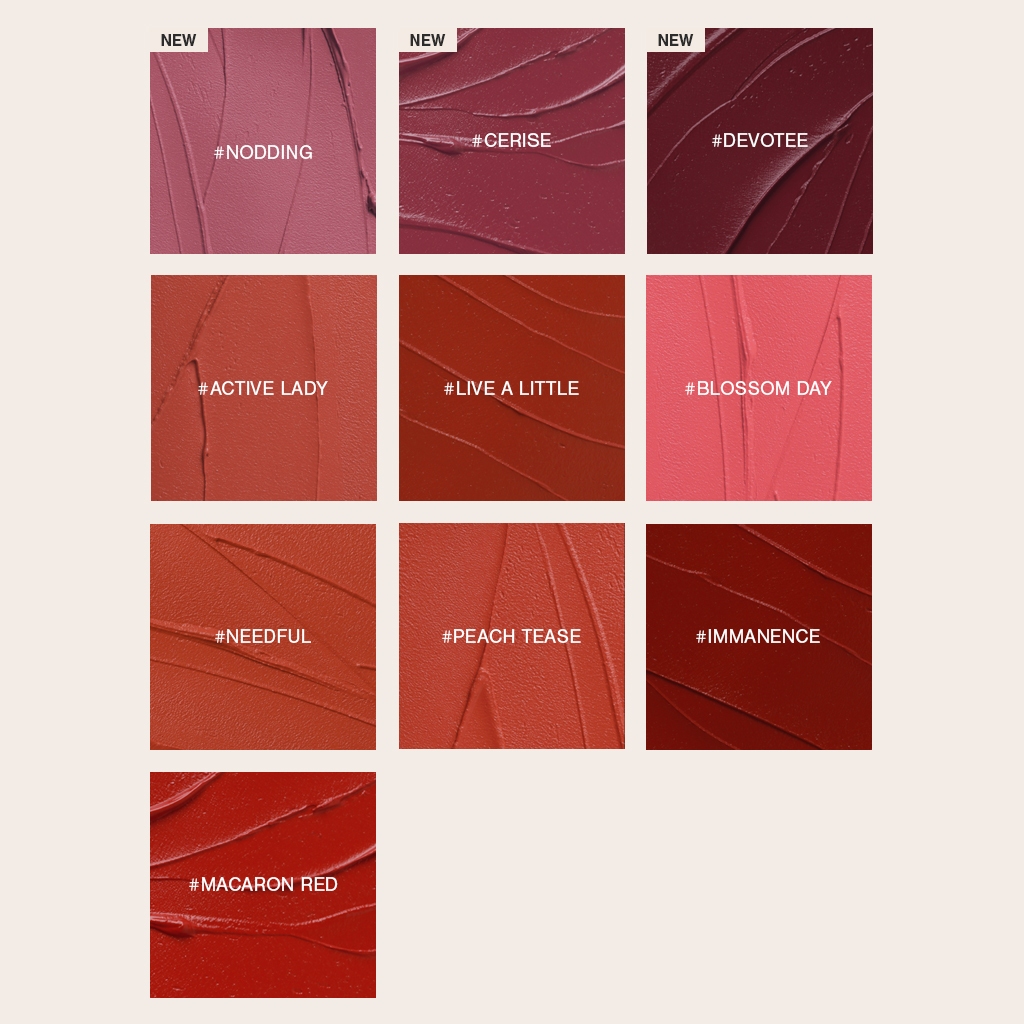 NEW
#NODDING
NEW
#CERISE
NEW
#DEVOTEE
#ACTIVE LADY
#LIVE A LITTLE
#BLOSSOM DAY
#NEEDFUL
#PEACH TEASE
#IMMANENCE
#MACARON RED